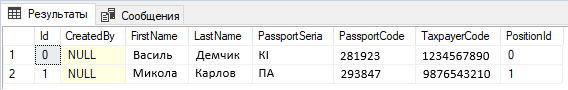 Результаты Сообщения
Id CreatedBy FirstName LastName PassportSeria PassportCode TaxpayerCode PositionId
1 0 NULL Василь Демчик КІ 281923 1234567890 0
2 1 NULL Микола Карлов ПА 293847 9876543210 1